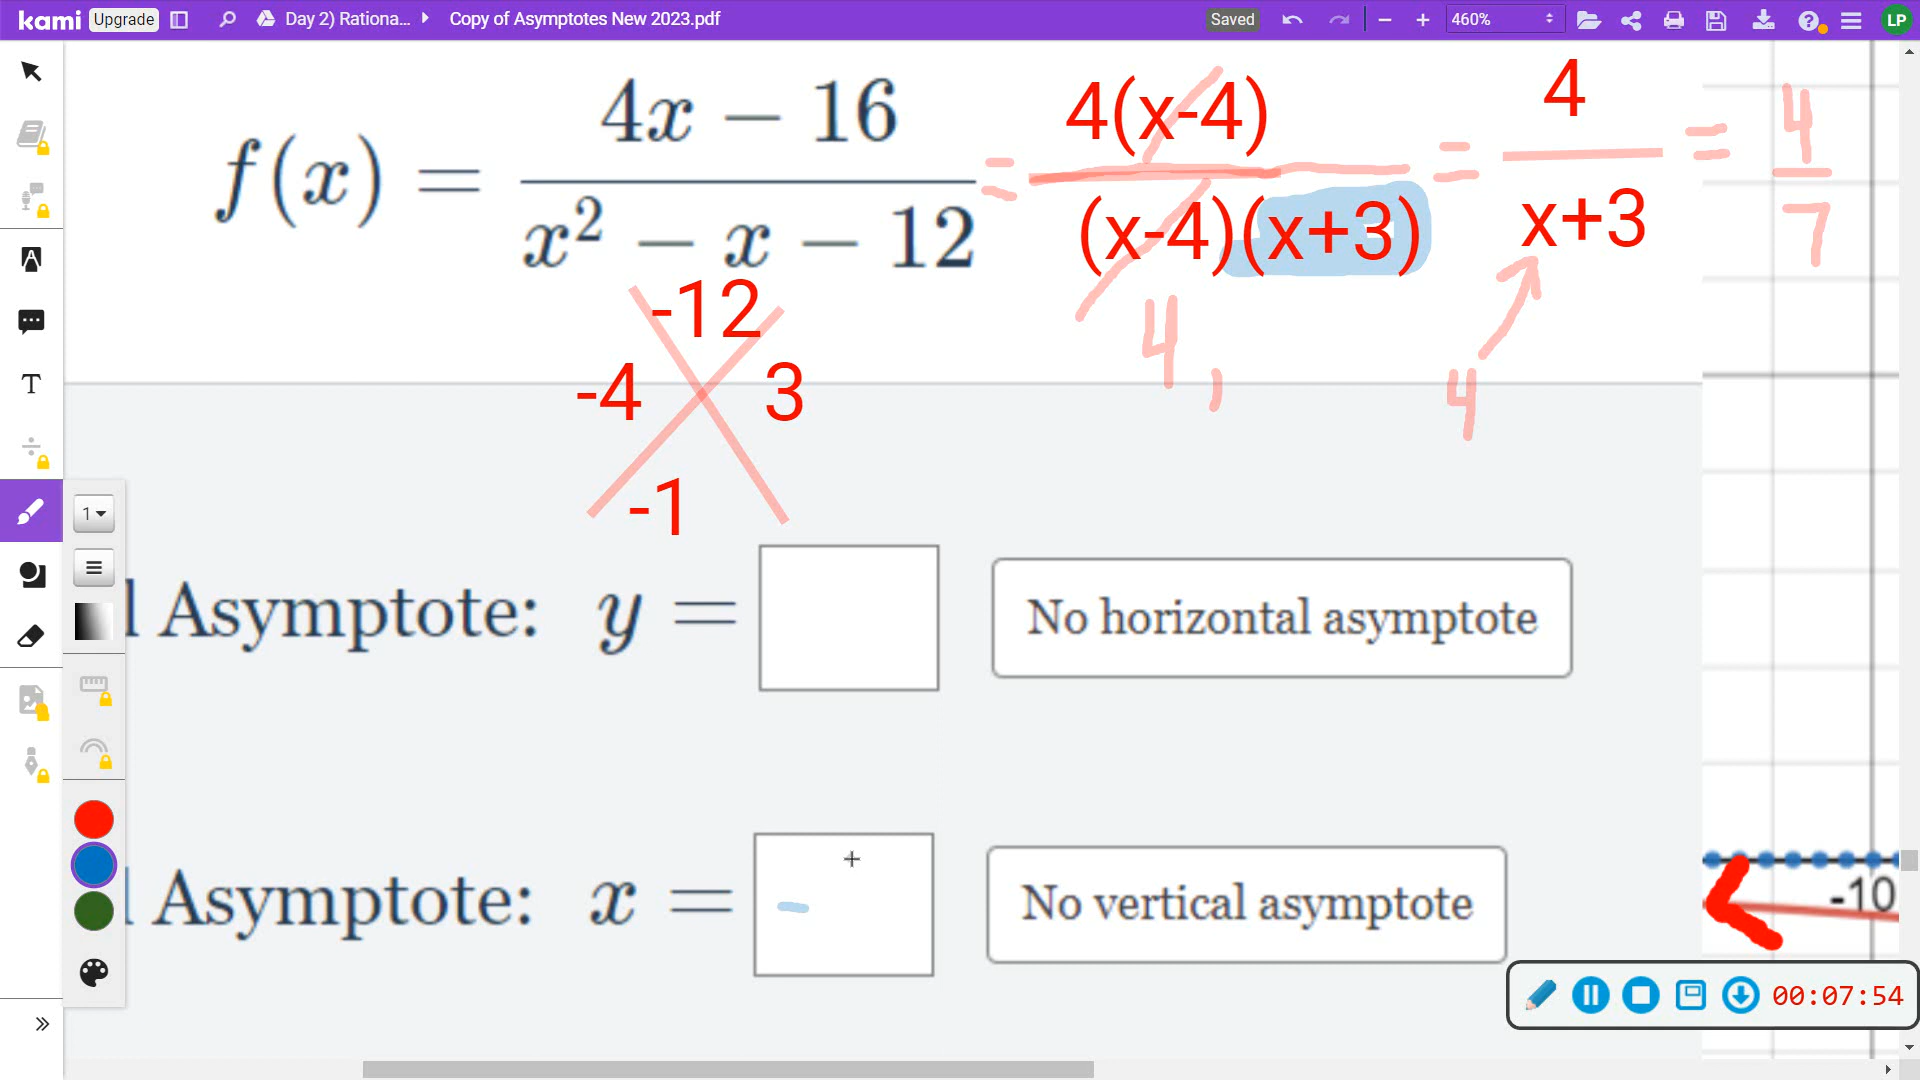 kami Upgrade Day 2) Rationa... Copy of Asymptotes New 2023.pdf Saved 460% LP
f(x) = 4x − 16 / x² − x − 12 = 4(x-4) / (x-4)(x+3) = 4 / x+3 = 4 / 7
-12
-4 3
4 ,
4
-1
1
l Asymptote: y = No horizontal asymptote
l Asymptote: x = - No vertical asymptote
-10
00:07:54